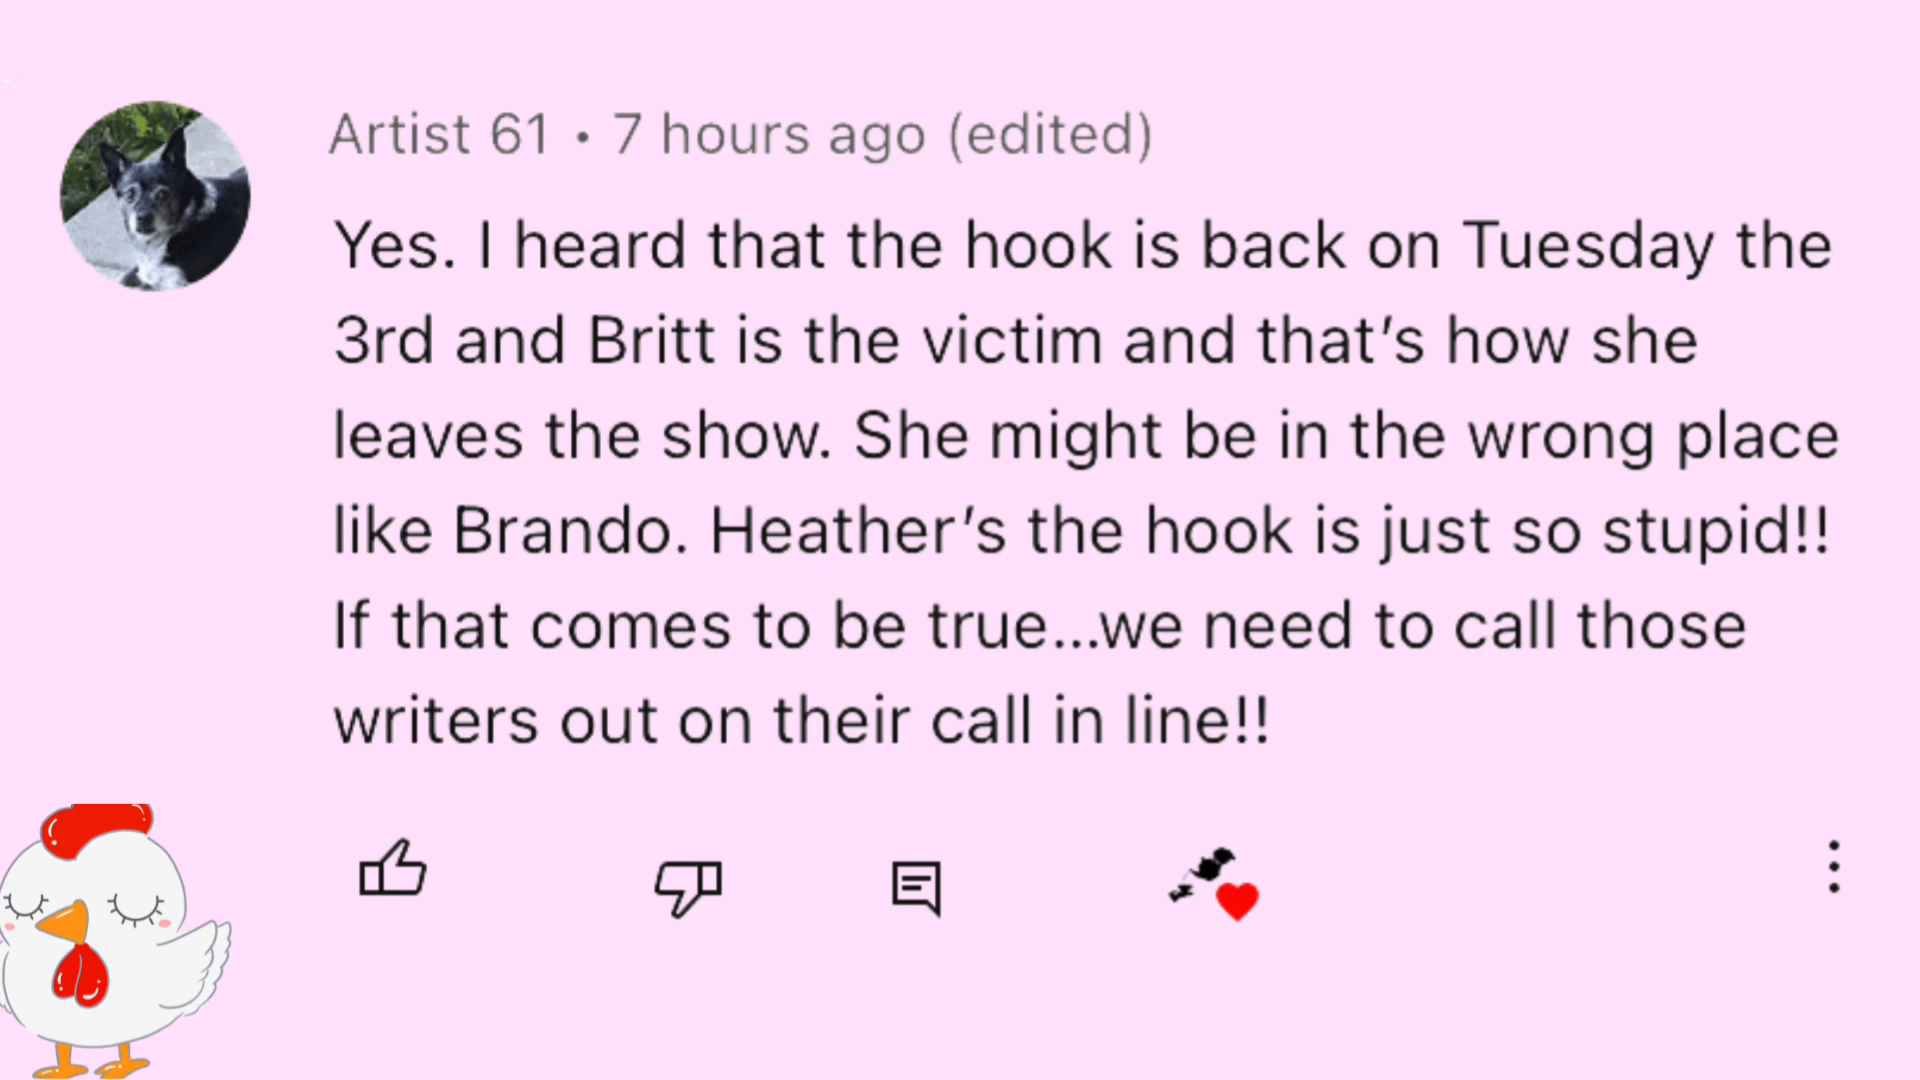 Artist 61 • 7 hours ago (edited)
Yes. I heard that the hook is back on Tuesday the
3rd and Britt is the victim and that’s how she
leaves the show. She might be in the wrong place
like Brando. Heather’s the hook is just so stupid!!
If that comes to be true...we need to call those
writers out on their call in line!!